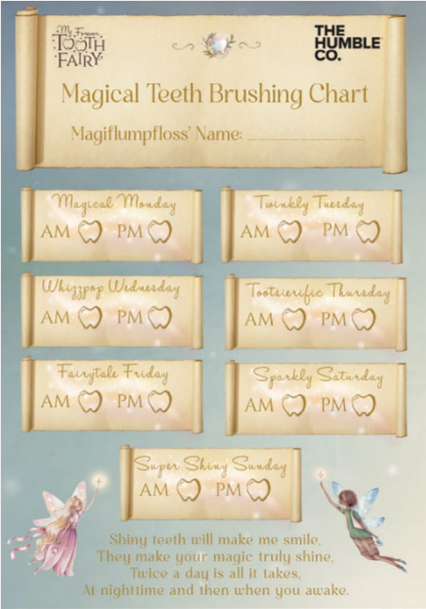 My Forever
TOOTH
FAIRY
THE
HUMBLE
CO.
Magical Teeth Brushing Chart
Magiflumpfloss' Name:
Magical Monday
AM PM
Twinkly Tuesday
AM PM
Whizzpop Wednesday
AM PM
Tootsierific Thursday
AM PM
Fairytale Friday
AM PM
Sparkly Saturday
AM PM
Super Shiny Sunday
AM PM
Shiny teeth will make me smile,
They make your magic truly shine,
Twice a day is all it takes,
At nighttime and then when you awake.